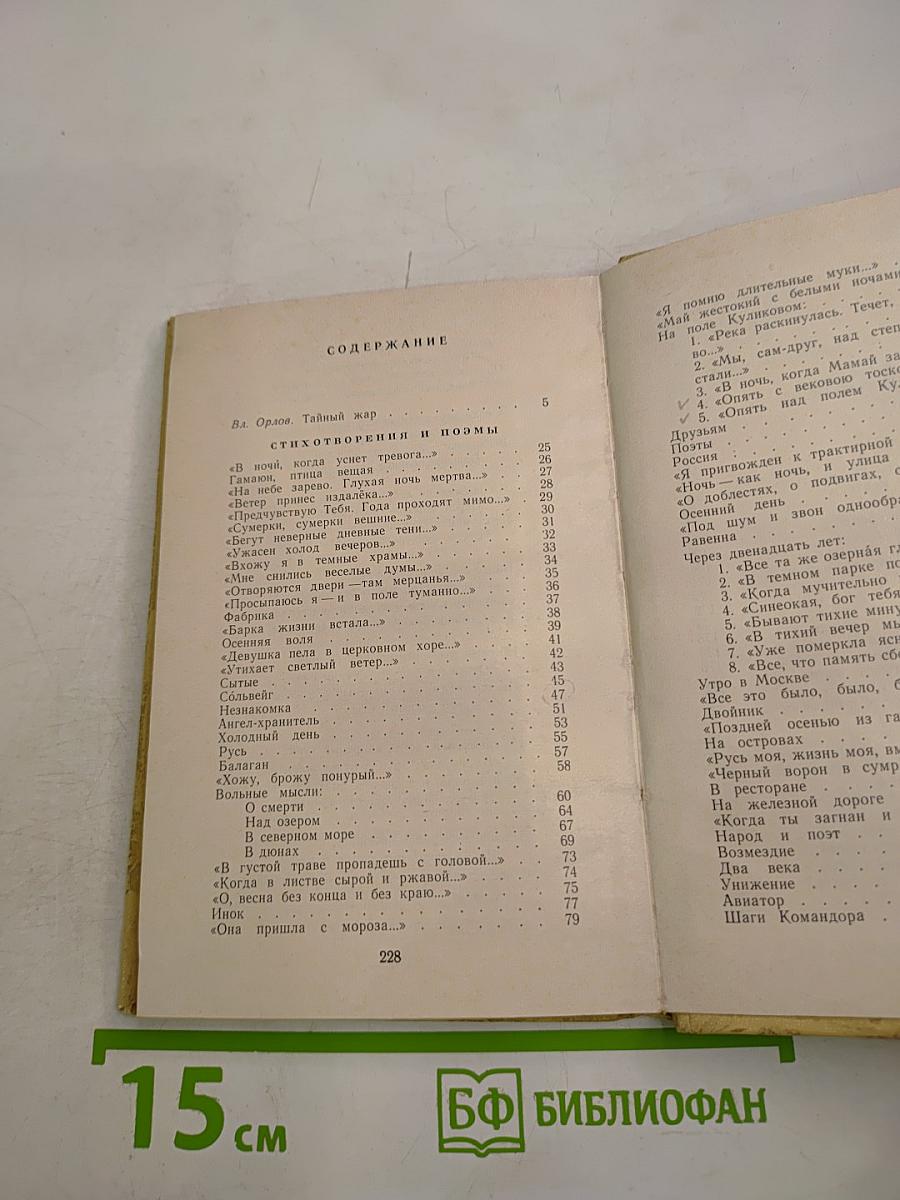 СОДЕРЖАНИЕ
Вл. Орлов. Тайный жар . . . . . . . . . 5
СТИХОТВОРЕНИЯ И ПОЭМЫ
«В ночи́, когда уснет тревога...» . . . . . 25
Гамаюн, птица вещая . . . . . . . . 26
«На небе зарево. Глухая ночь мертва...» . . 27
«Ветер принес издалёка...» . . . . . . 28
«Предчувствую Тебя. Года проходят мимо...» . 29
«Сумерки, сумерки вешние...» . . . . . 30
«Бегут неверные дневные тени...» . . . . 31
«Ужасен холод вечеров...» . . . . . . 32
«Вхожу я в темные храмы...» . . . . . 33
«Мне снились веселые думы...» . . . . . 34
«Отворяются двери — там мерцанья...» . . . 35
«Просыпаюсь я — и в поле туманно...» . . . 36
Фабрика . . . . . . . . . . . . 37
«Барка жизни встала...» . . . . . . . 38
Осенняя воля . . . . . . . . . . 39
«Девушка пела в церковном хоре...» . . . . 41
«Утихает светлый ветер...» . . . . . . 42
Сытые . . . . . . . . . . . . 43
Со́львейг . . . . . . . . . . . 45
Незнакомка . . . . . . . . . . . 47
Ангел-хранитель . . . . . . . . . 51
Холодный день . . . . . . . . . . 53
Русь . . . . . . . . . . . . . 55
Балаган . . . . . . . . . . . . 57
«Хожу, брожу понурый...» . . . . . . . 58
Вольные мысли:
О смерти . . . . . . . . . . . 60
Над озером . . . . . . . . . . 64
В северном море . . . . . . . . 67
В дюнах . . . . . . . . . . . 69
«В густой траве пропадешь с головой...» . . 73
«Когда в листве сырой и ржавой...» . . . . 74
«О, весна без конца и без краю...» . . . . 75
Инок . . . . . . . . . . . . . 77
«Она пришла с мороза...» . . . . . . . 79
228
«Я помню длительные муки...» .
«Май жестокий с белыми ночами
На поле Куликовом:
1. «Река раскинулась. Течет,
во...» . . . . . . .
2. «Мы, сам-друг, над степ
стали...» . . . . . .
3. «В ночь, когда Мамай за
4. «Опять с вековою тоско
5. «Опять над полем Ку
Друзьям . . . . . . .
Поэты . . . . . . .
Россия . . . . . . .
«Я пригвожден к трактирной
«Ночь — как ночь, и улица
«О доблестях, о подвигах, о
Осенний день . . . . .
«Под шум и звон однообра
Равенна . . . . . . .
Через двенадцать лет:
1. «Все та же озерна́я гл
2. «В темном парке по
3. «Когда мучительно
4. «Синеокая, бог тебя
5. «Бывают тихие мину
6. «В тихий вечер мы
7. «Уже померкла ясн
8. «Все, что память сбе
Утро в Москве . . . .
«Все это было, было, б
Двойник . . . . . .
«Поздней осенью из га
На островах . . . . .
«Русь моя, жизнь моя, вм
«Черный ворон в сумр
В ресторане . . . . .
На железной дороге
«Когда ты загнан и
Народ и поэт . . .
Возмездие . . . .
Два века . . . .
Унижение . . . .
Авиатор . . . .
Шаги Командора .
15 см
БФ БИБЛИОФАН